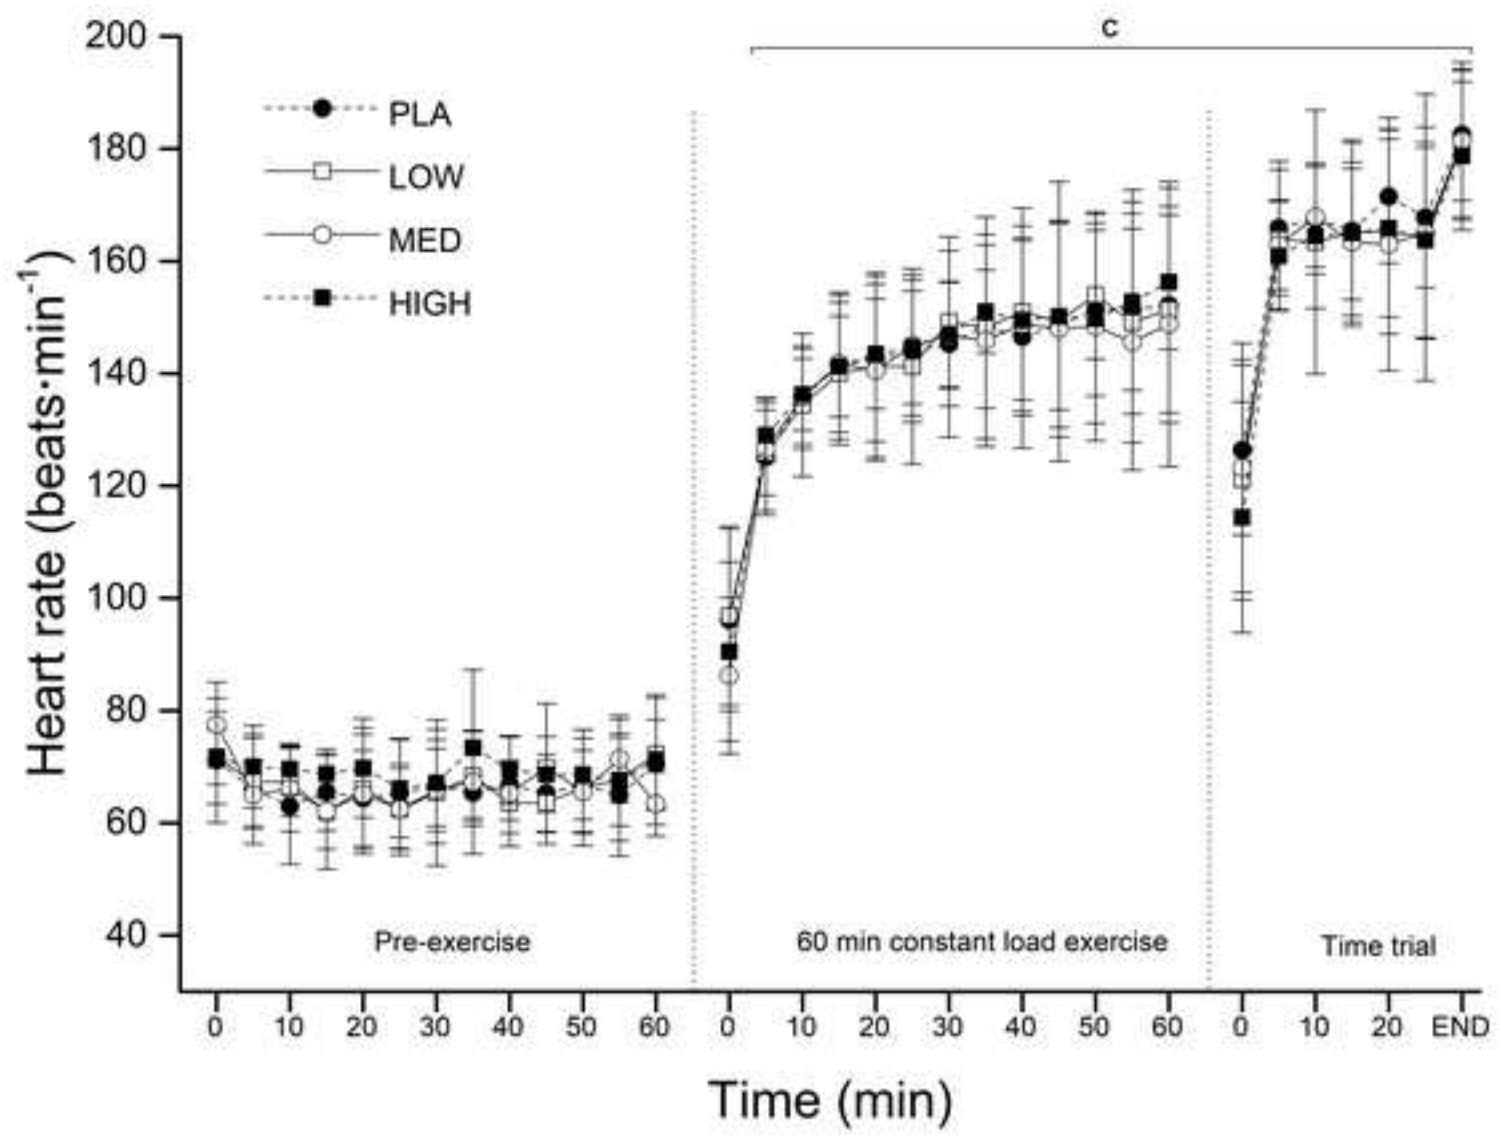 C
200
180
160
140
120
100
80
60
40
Heart rate (beats·min⁻¹)
PLA
LOW
MED
HIGH
Pre-exercise
60 min constant load exercise
Time trial
0 10 20 30 40 50 60 0 10 20 30 40 50 60 0 10 20 END
Time (min)